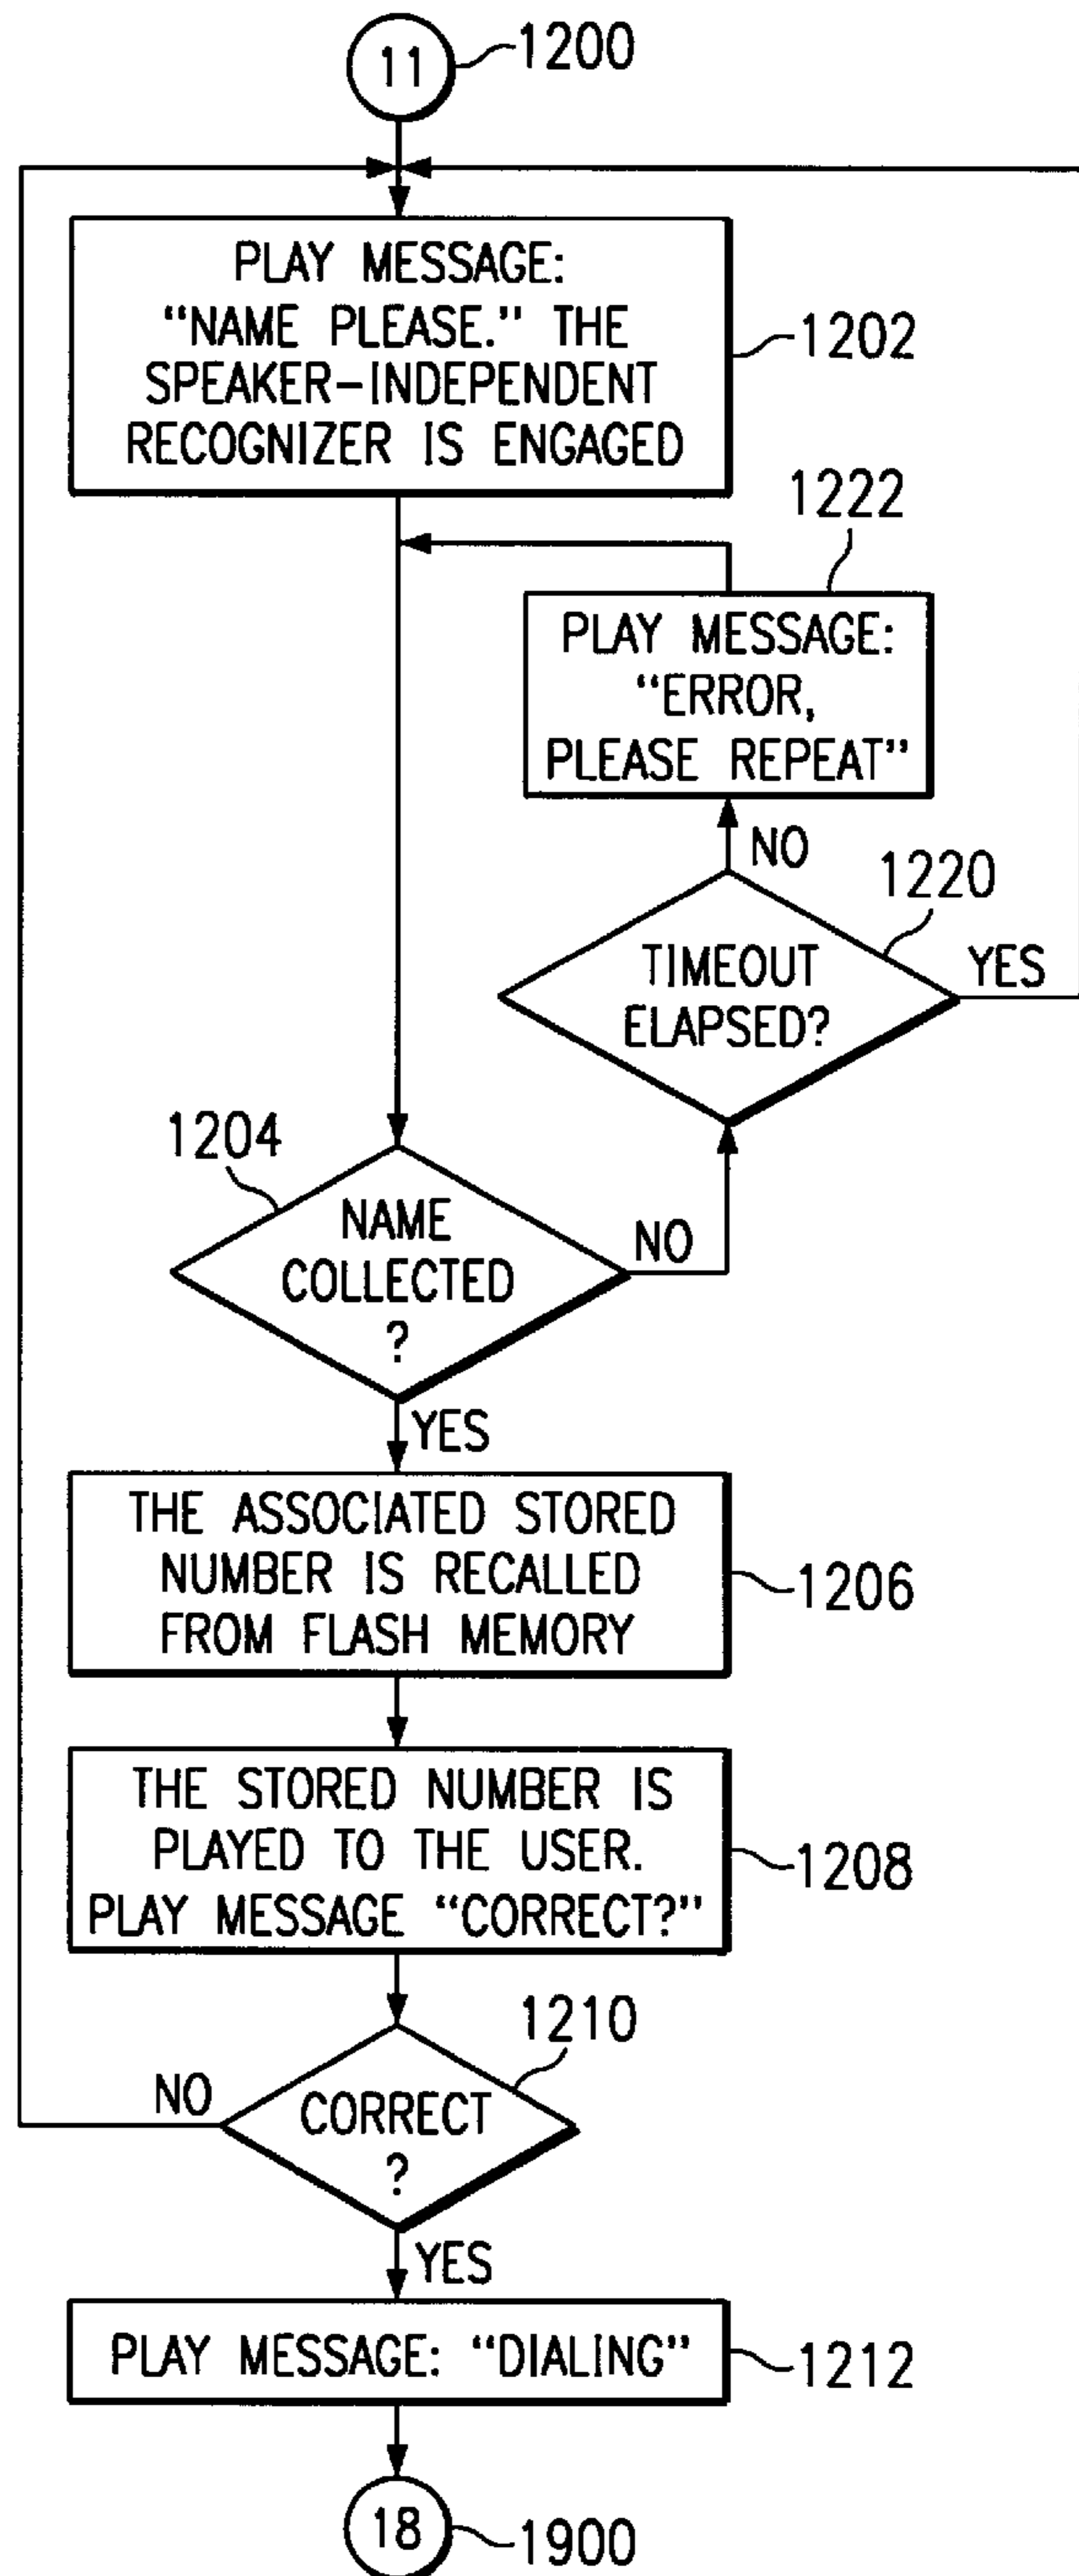 11
1200
PLAY MESSAGE:
“NAME PLEASE.” THE
SPEAKER–INDEPENDENT
RECOGNIZER IS ENGAGED
1202
1222
PLAY MESSAGE:
“ERROR,
PLEASE REPEAT”
NO
1220
TIMEOUT
ELAPSED?
YES
1204
NAME
COLLECTED
?
NO
YES
THE ASSOCIATED STORED
NUMBER IS RECALLED
FROM FLASH MEMORY
1206
THE STORED NUMBER IS
PLAYED TO THE USER.
PLAY MESSAGE “CORRECT?”
1208
1210
NO
CORRECT
?
YES
PLAY MESSAGE: “DIALING”
1212
18
1900